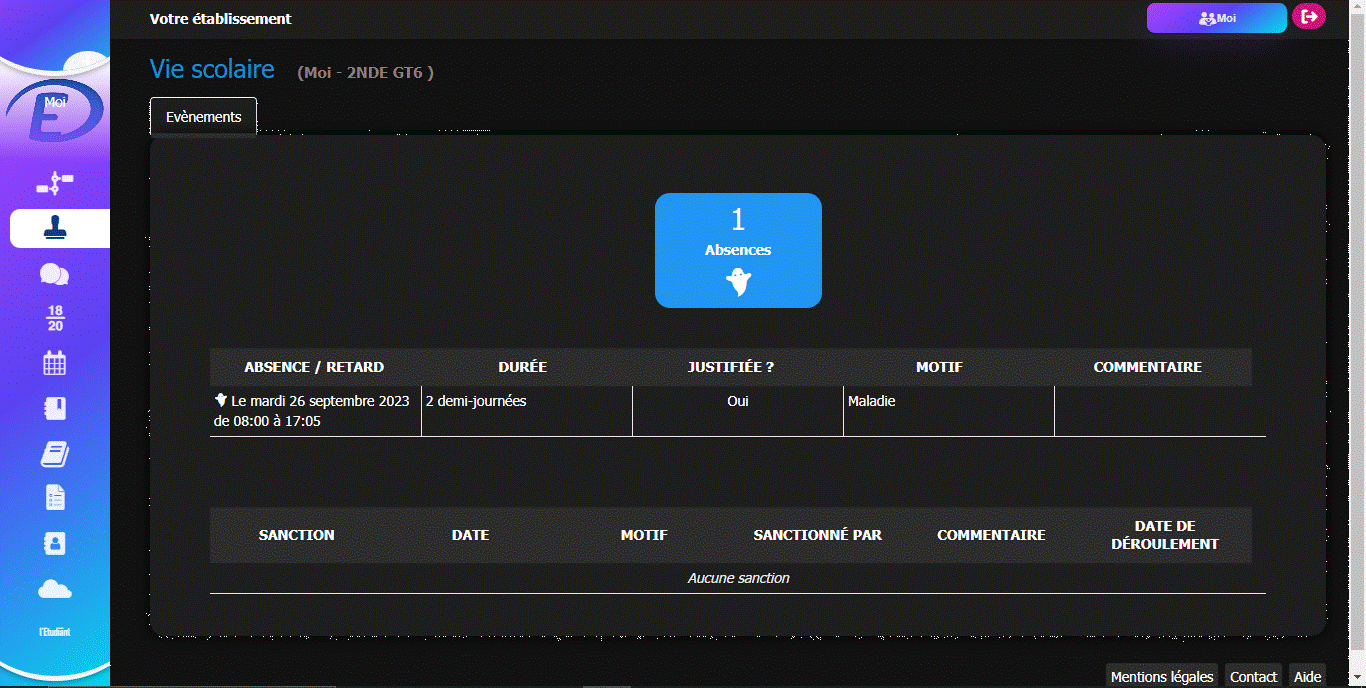 Votre établissement
Moi
Vie scolaire (Moi - 2NDE GT6 )
Moi
E
Evènements
18
20
1
Absences
ABSENCE / RETARD DURÉE JUSTIFIÉE ? MOTIF COMMENTAIRE
Le mardi 26 septembre 2023
de 08:00 à 17:05
2 demi-journées
Oui
Maladie
SANCTION DATE MOTIF SANCTIONNÉ PAR COMMENTAIRE DATE DE
DÉROULEMENT
Aucune sanction
l'Etudiant
Mentions légales Contact Aide